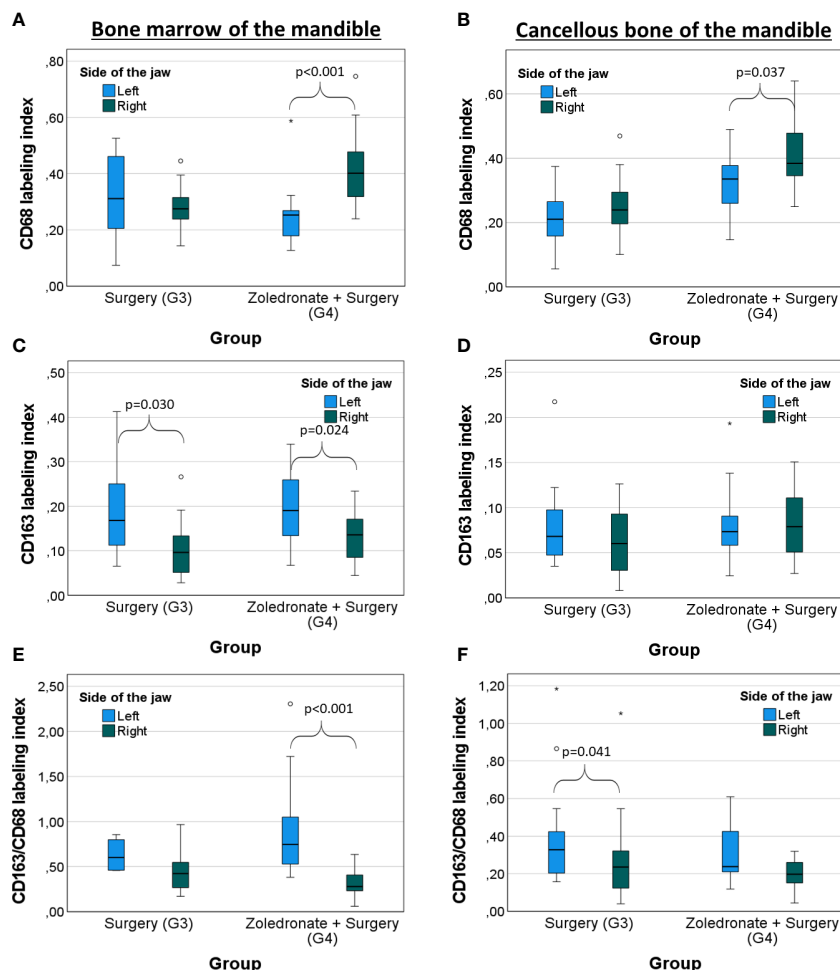 A
Bone marrow of the mandible
CD68 labeling index
,80
,60
,40
,20
,00
Side of the jaw
Left
Right
p<0.001
*
Surgery (G3)
Zoledronate + Surgery
(G4)
Group
B
Cancellous bone of the mandible
CD68 labeling index
,60
,40
,20
,00
Side of the jaw
Left
Right
p=0.037
Surgery (G3)
Zoledronate + Surgery
(G4)
Group
C
CD163 labeling index
,50
,40
,30
,20
,10
,00
Side of the jaw
Left
Right
p=0.030
p=0.024
Surgery (G3)
Zoledronate + Surgery
(G4)
Group
D
CD163 labeling index
,25
,20
,15
,10
,05
,00
Side of the jaw
Left
Right
*
Surgery (G3)
Zoledronate + Surgery
(G4)
Group
E
CD163/CD68 labeling index
2,50
2,00
1,50
1,00
,50
,00
Side of the jaw
Left
Right
p<0.001
Surgery (G3)
Zoledronate + Surgery
(G4)
Group
F
CD163/CD68 labeling index
1,20
1,00
,80
,60
,40
,20
,00
Side of the jaw
Left
Right
*
*
p=0.041
Surgery (G3)
Zoledronate + Surgery
(G4)
Group